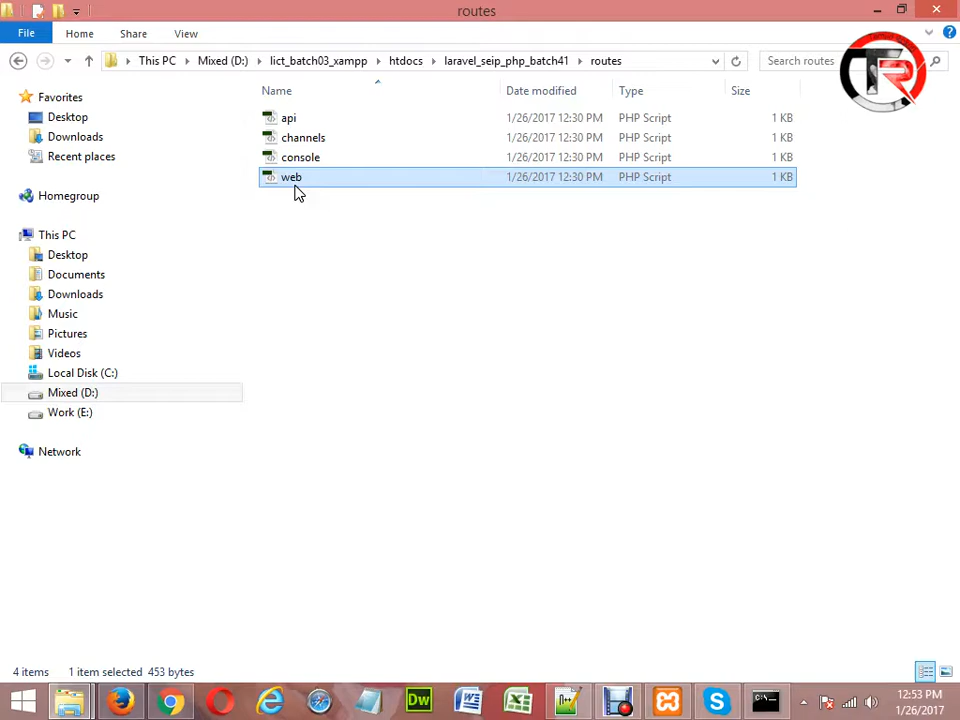 routes
File Home Share View
This PC Mixed (D:) lict_batch03_xampp htdocs laravel_seip_php_batch41 routes Search routes
Name Date modified Type Size
Favorites
Desktop
Downloads
Recent places
Homegroup
This PC
Desktop
Documents
Downloads
Music
Pictures
Videos
Local Disk (C:)
Mixed (D:)
Work (E:)
Network
api 1/26/2017 12:30 PM PHP Script 1 KB
channels 1/26/2017 12:30 PM PHP Script 1 KB
console 1/26/2017 12:30 PM PHP Script 1 KB
web 1/26/2017 12:30 PM PHP Script 1 KB
4 items 1 item selected 453 bytes
12:53 PM
1/26/2017